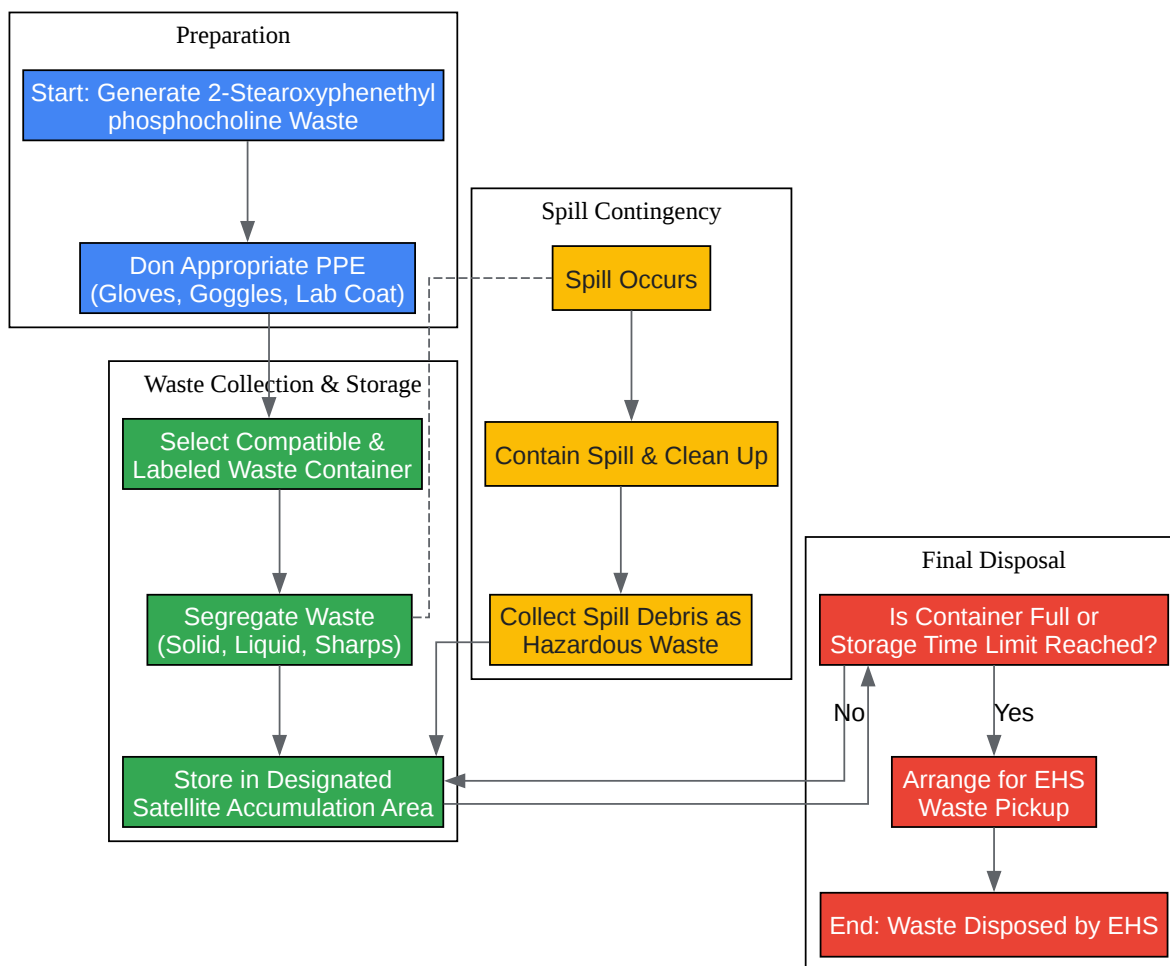 Preparation
Start: Generate 2-Stearoxyphenethyl
phosphocholine Waste
Don Appropriate PPE
(Gloves, Goggles, Lab Coat)
Waste Collection & Storage
Select Compatible &
Labeled Waste Container
Segregate Waste
(Solid, Liquid, Sharps)
Store in Designated
Satellite Accumulation Area
Spill Contingency
Spill Occurs
Contain Spill & Clean Up
Collect Spill Debris as
Hazardous Waste
Final Disposal
Is Container Full or
Storage Time Limit Reached?
No
Yes
Arrange for EHS
Waste Pickup
End: Waste Disposed by EHS